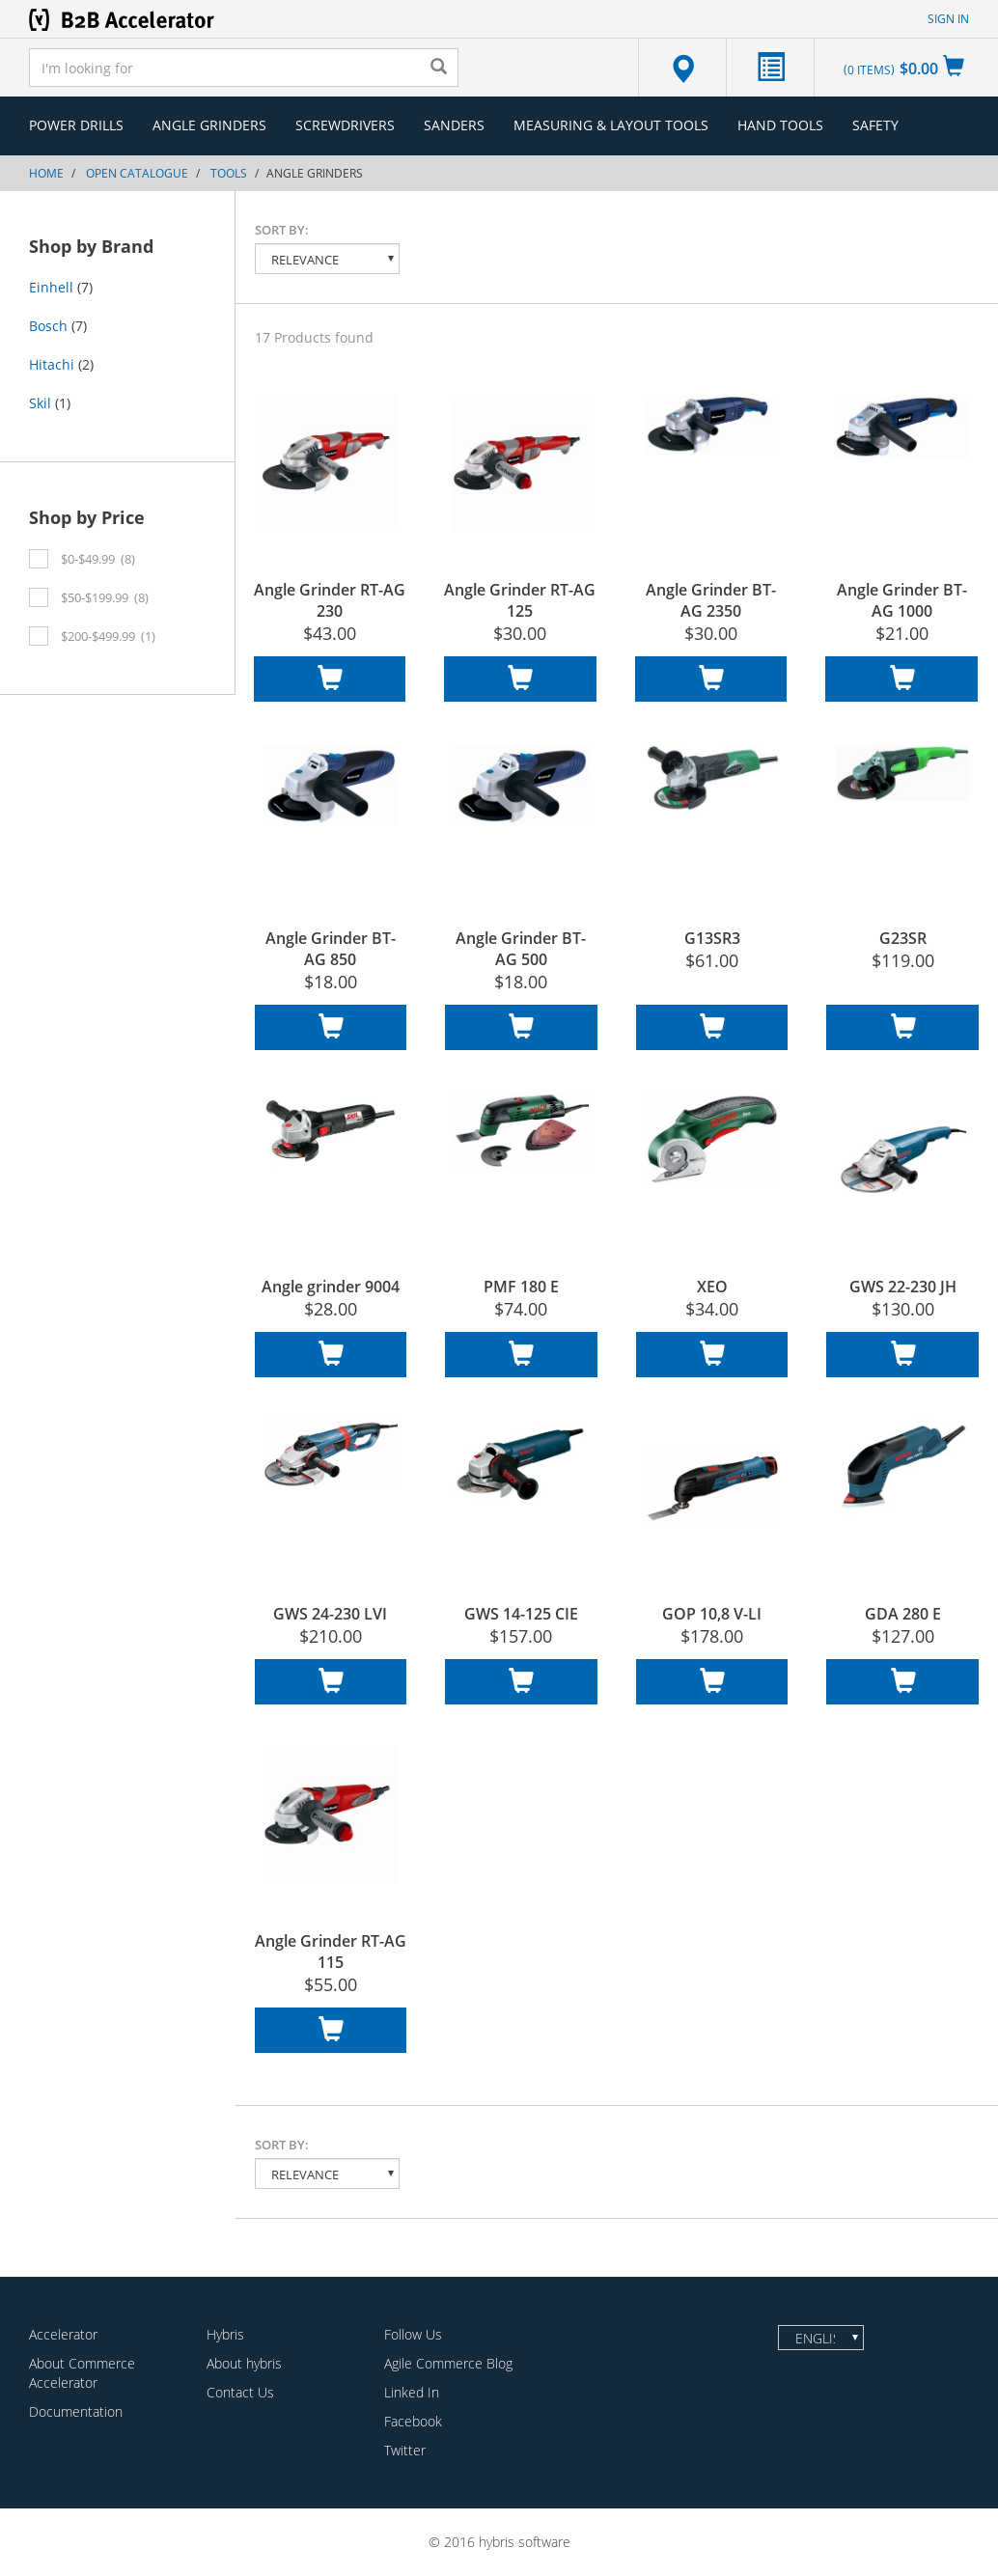 B2B Accelerator
SIGN IN
I'm looking for
(0 ITEMS) $0.00
POWER DRILLS ANGLE GRINDERS SCREWDRIVERS SANDERS MEASURING & LAYOUT TOOLS HAND TOOLS SAFETY
HOME / OPEN CATALOGUE / TOOLS / ANGLE GRINDERS
Shop by Brand
Einhell (7)
Bosch (7)
Hitachi (2)
Skil (1)
Shop by Price
$0-$49.99 (8)
$50-$199.99 (8)
$200-$499.99 (1)
SORT BY:
RELEVANCE
17 Products found
Angle Grinder RT-AG
230
$43.00
Angle Grinder RT-AG
125
$30.00
Angle Grinder BT-
AG 2350
$30.00
Angle Grinder BT-
AG 1000
$21.00
Angle Grinder BT-
AG 850
$18.00
Angle Grinder BT-
AG 500
$18.00
G13SR3
$61.00
G23SR
$119.00
Angle grinder 9004
$28.00
PMF 180 E
$74.00
XEO
$34.00
GWS 22-230 JH
$130.00
GWS 24-230 LVI
$210.00
GWS 14-125 CIE
$157.00
GOP 10,8 V-LI
$178.00
GDA 280 E
$127.00
Angle Grinder RT-AG
115
$55.00
SORT BY:
RELEVANCE
Accelerator
About Commerce
Accelerator
Documentation
Hybris
About hybris
Contact Us
Follow Us
Agile Commerce Blog
Linked In
Facebook
Twitter
ENGLIS
© 2016 hybris software